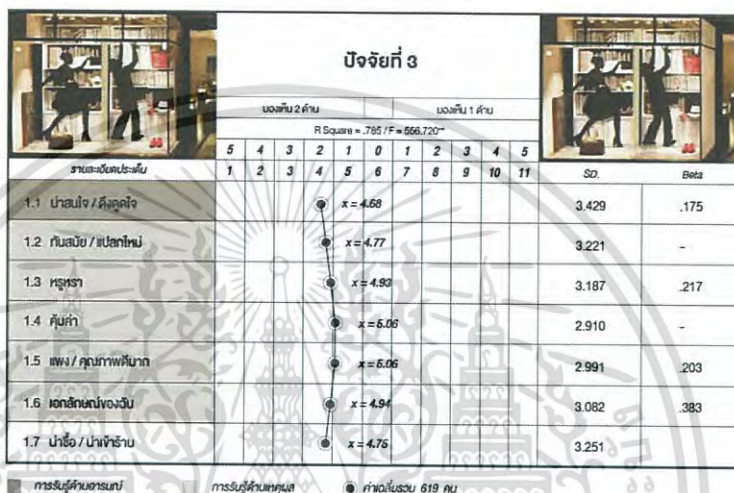 ปัจจัยที่ 3
มองเห็น 2 ด้าน มองเห็น 1 ด้าน
R Square = .785 / F = 556.720**
5 4 3 2 1 0 1 2 3 4 5
รายละเอียดประเด็น 1 2 3 4 5 6 7 8 9 10 11 SD. Beta
1.1 น่าสนใจ / ดึงดูดใจ x = 4.68 3.429 .175
1.2 ทันสมัย / แปลกใหม่ x = 4.77 3.221 -
1.3 หรูหรา x = 4.93 3.187 .217
1.4 คุ้มค่า x = 5.06 2.910 -
1.5 แพง / คุณภาพดีมาก x = 5.06 2.991 .203
1.6 เอกลักษณ์ของฉัน x = 4.94 3.082 .383
1.7 น่าซื้อ / น่าเข้าร้าน x = 4.75 3.251
การรับรู้ด้านอารมณ์ การรับรู้ด้านเหตุผล ค่าเฉลี่ยรวม 619 คน